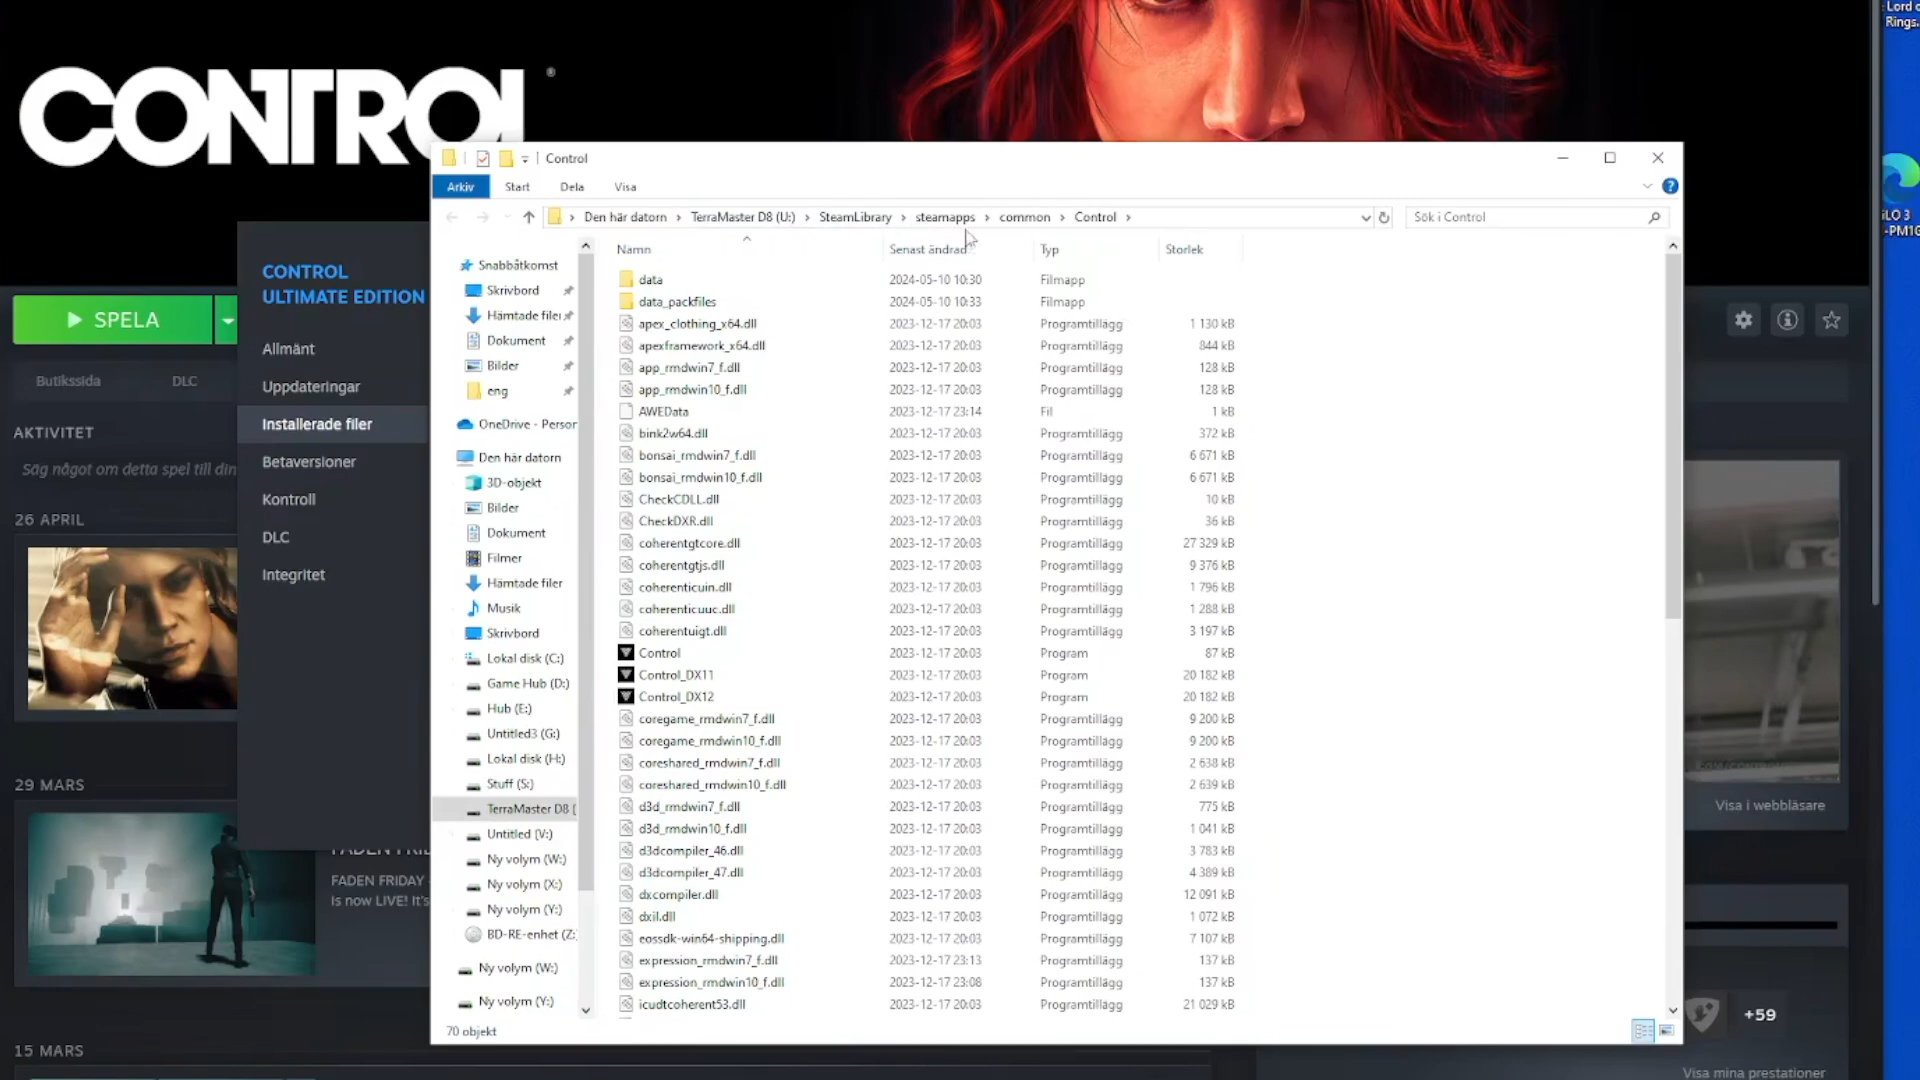 Lord o
Rings.
CONTROL
®
iLO 3
-PM1G
Control
Arkiv
Start
Dela
Visa
Den här datorn
TerraMaster D8 (U:)
SteamLibrary
steamapps
common
Control
Sök i Control
CONTROL
ULTIMATE EDITION
Allmänt
Uppdateringar
Installerade filer
Betaversioner
Kontroll
DLC
Integritet
SPELA
Butikssida
DLC
AKTIVITET
Säg något om detta spel till din
26 APRIL
29 MARS
FADEN FRIDAY
is now LIVE! It's
15 MARS
Snabbåtkomst
Skrivbord
Hämtade filer
Dokument
Bilder
eng
OneDrive - Person
Den här datorn
3D-objekt
Bilder
Dokument
Filmer
Hämtade filer
Musik
Skrivbord
Lokal disk (C:)
Game Hub (D:)
Hub (E:)
Untitled3 (G:)
Lokal disk (H:)
Stuff (S:)
TerraMaster D8 (
Untitled (V:)
Ny volym (W:)
Ny volym (X:)
Ny volym (Y:)
BD-RE-enhet (Z:
Ny volym (W:)
Ny volym (Y:)
Namn Senast ändrad Typ Storlek
data 2024-05-10 10:30 Filmapp
data_packfiles 2024-05-10 10:33 Filmapp
apex_clothing_x64.dll 2023-12-17 20:03 Programtillägg 1 130 kB
apexframework_x64.dll 2023-12-17 20:03 Programtillägg 844 kB
app_rmdwin7_f.dll 2023-12-17 20:03 Programtillägg 128 kB
app_rmdwin10_f.dll 2023-12-17 20:03 Programtillägg 128 kB
AWEData 2023-12-17 23:14 Fil 1 kB
bink2w64.dll 2023-12-17 20:03 Programtillägg 372 kB
bonsai_rmdwin7_f.dll 2023-12-17 20:03 Programtillägg 6 671 kB
bonsai_rmdwin10_f.dll 2023-12-17 20:03 Programtillägg 6 671 kB
CheckCDLL.dll 2023-12-17 20:03 Programtillägg 10 kB
CheckDXR.dll 2023-12-17 20:03 Programtillägg 36 kB
coherentgtcore.dll 2023-12-17 20:03 Programtillägg 27 329 kB
coherentgtjs.dll 2023-12-17 20:03 Programtillägg 9 376 kB
coherenticuin.dll 2023-12-17 20:03 Programtillägg 1 796 kB
coherenticuuc.dll 2023-12-17 20:03 Programtillägg 1 288 kB
coherentuigt.dll 2023-12-17 20:03 Programtillägg 3 197 kB
Control 2023-12-17 20:03 Program 87 kB
Control_DX11 2023-12-17 20:03 Program 20 182 kB
Control_DX12 2023-12-17 20:03 Program 20 182 kB
coregame_rmdwin7_f.dll 2023-12-17 20:03 Programtillägg 9 200 kB
coregame_rmdwin10_f.dll 2023-12-17 20:03 Programtillägg 9 200 kB
coreshared_rmdwin7_f.dll 2023-12-17 20:03 Programtillägg 2 638 kB
coreshared_rmdwin10_f.dll 2023-12-17 20:03 Programtillägg 2 639 kB
d3d_rmdwin7_f.dll 2023-12-17 20:03 Programtillägg 775 kB
d3d_rmdwin10_f.dll 2023-12-17 20:03 Programtillägg 1 041 kB
d3dcompiler_46.dll 2023-12-17 20:03 Programtillägg 3 783 kB
d3dcompiler_47.dll 2023-12-17 20:03 Programtillägg 4 389 kB
dxcompiler.dll 2023-12-17 20:03 Programtillägg 12 091 kB
dxil.dll 2023-12-17 20:03 Programtillägg 1 072 kB
eossdk-win64-shipping.dll 2023-12-17 20:03 Programtillägg 7 107 kB
expression_rmdwin7_f.dll 2023-12-17 23:13 Programtillägg 137 kB
expression_rmdwin10_f.dll 2023-12-17 23:08 Programtillägg 137 kB
icudtcoherent53.dll 2023-12-17 20:03 Programtillägg 21 029 kB
70 objekt
Visa i webbläsare
+59
Visa mina prestationer